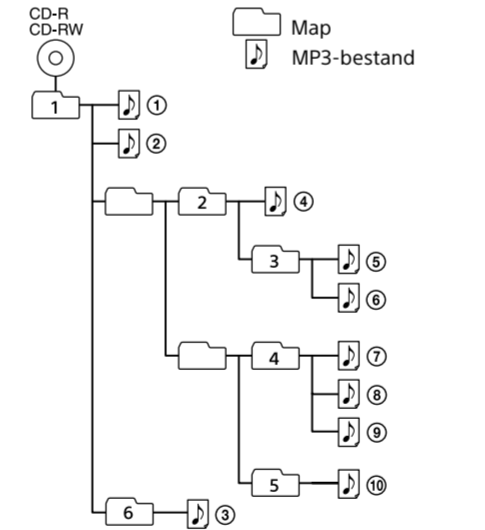 CD-R
CD-RW
Map
MP3-bestand
1 ①
②
2 ④
3 ⑤
⑥
4 ⑦
⑧
⑨
5 ⑩
6 ③